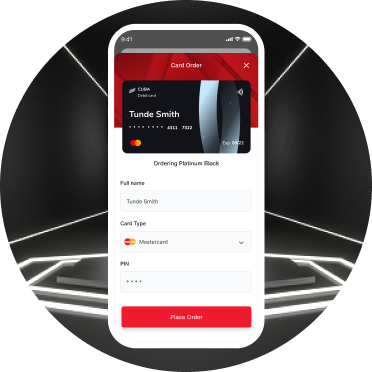 9:41
Card Order
CUBA
Debit card
Tunde Smith
* * * * * * * * 4311 7322
Exp 09/22
Ordering Platinum Black
Full name
Tunde Smith
Card Type
Mastercard
PIN
* * * *
Place Order